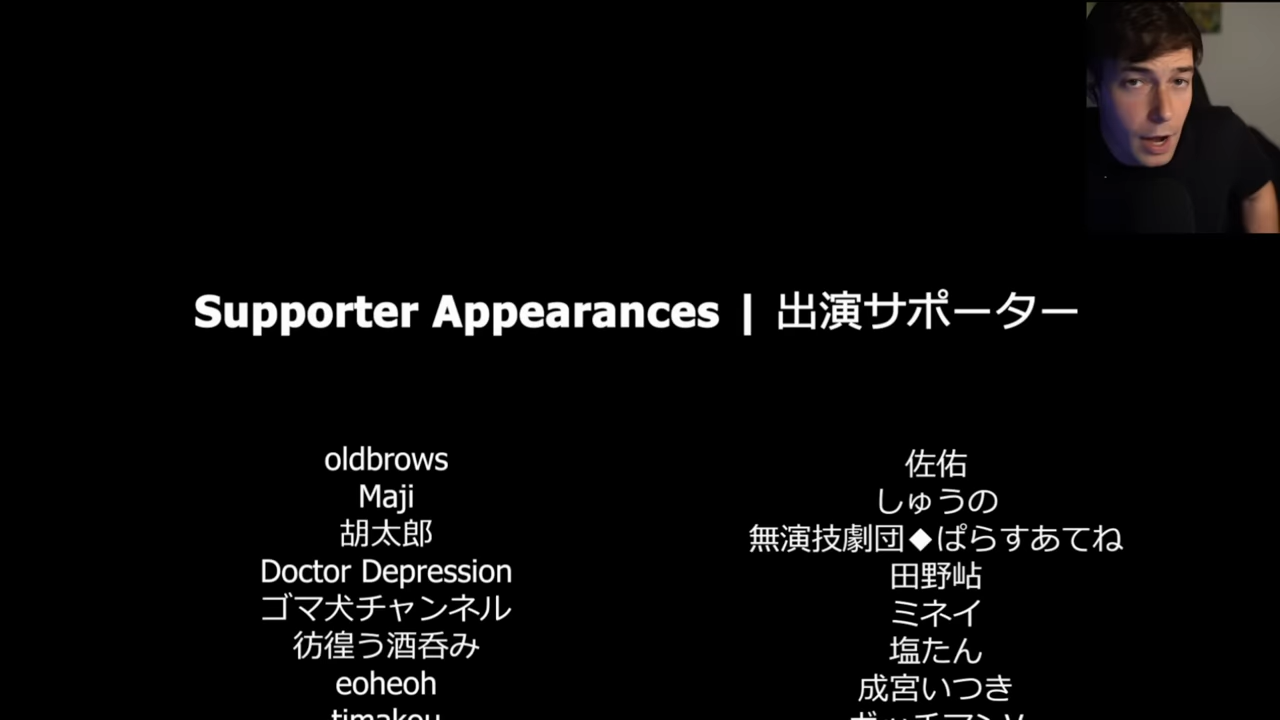 Supporter Appearances | 出演サポーター
oldbrows
Maji
胡太郎
Doctor Depression
ゴマ犬チャンネル
彷徨う酒呑み
eoheoh
timakou
佐佑
しゅうの
無演技劇団◆ぱらすあてね
田野岾
ミネイ
塩たん
成宮いつき